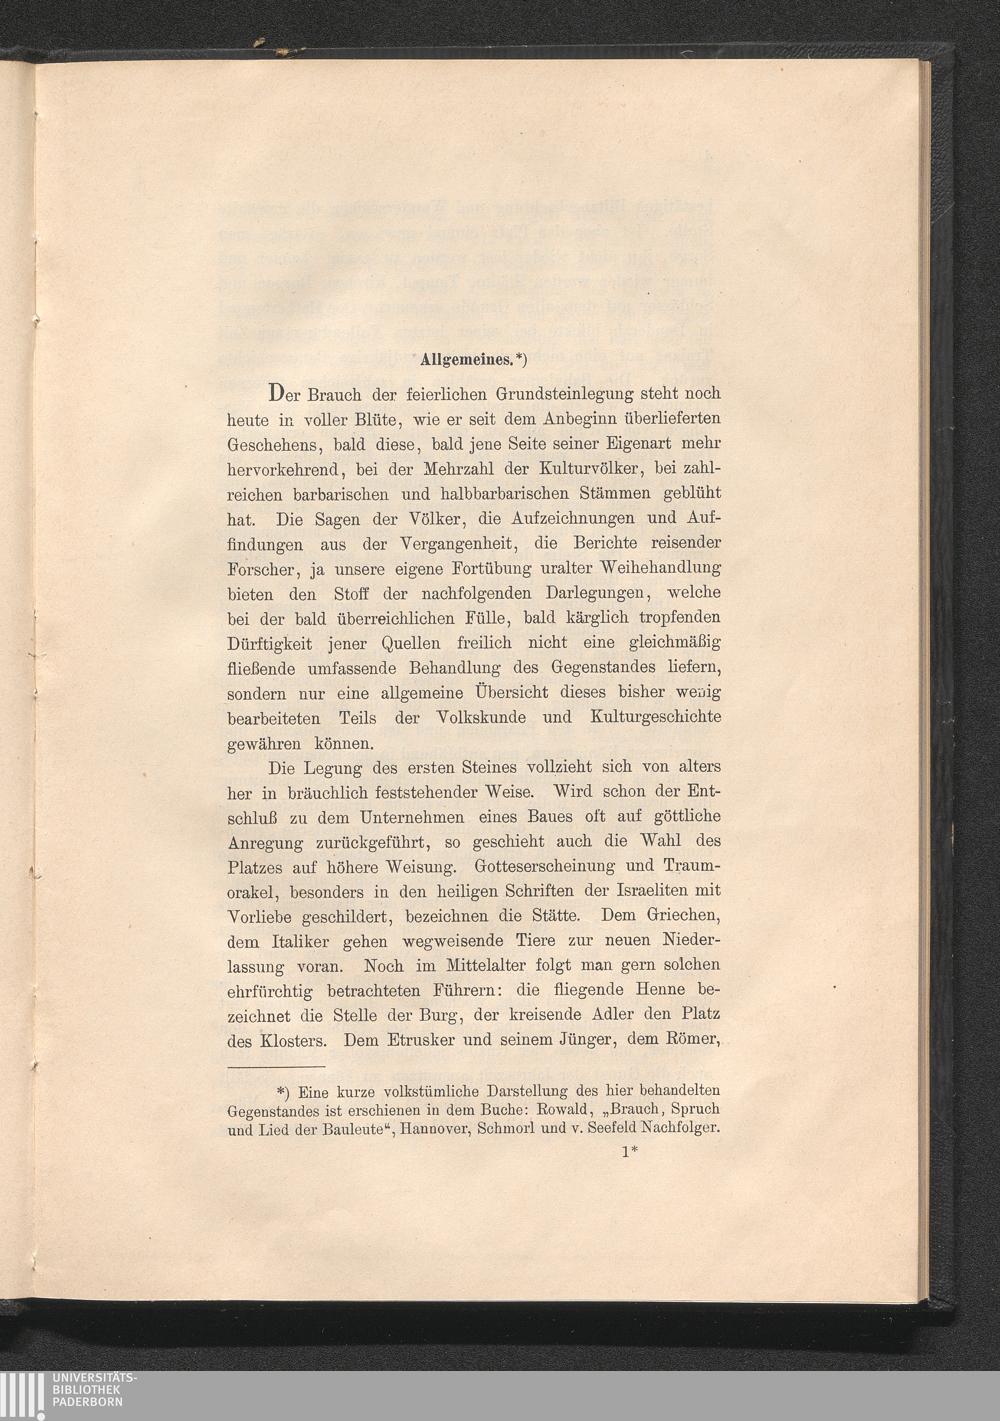 Allgemeines.*)
Der Brauch der feierlichen Grundsteinlegung steht noch
heute in voller Blüte, wie er seit dem Anbeginn überlieferten
Geschehens, bald diese, bald jene Seite seiner Eigenart mehr
hervorkehrend, bei der Mehrzahl der Kulturvölker, bei zahl-
reichen barbarischen und halbbarbarischen Stämmen geblüht
hat. Die Sagen der Völker, die Aufzeichnungen und Auf-
findungen aus der Vergangenheit, die Berichte reisender
Forscher, ja unsere eigene Fortübung uralter Weihehandlung
bieten den Stoff der nachfolgenden Darlegungen, welche
bei der bald überreichlichen Fülle, bald kärglich tropfenden
Dürftigkeit jener Quellen freilich nicht eine gleichmäßig
fließende umfassende Behandlung des Gegenstandes liefern,
sondern nur eine allgemeine Übersicht dieses bisher wenig
bearbeiteten Teils der Volkskunde und Kulturgeschichte
gewähren können.
Die Legung des ersten Steines vollzieht sich von alters
her in bräuchlich feststehender Weise. Wird schon der Ent-
schluß zu dem Unternehmen eines Baues oft auf göttliche
Anregung zurückgeführt, so geschieht auch die Wahl des
Platzes auf höhere Weisung. Gotteserscheinung und Traum-
orakel, besonders in den heiligen Schriften der Israeliten mit
Vorliebe geschildert, bezeichnen die Stätte. Dem Griechen,
dem Italiker gehen wegweisende Tiere zur neuen Nieder-
lassung voran. Noch im Mittelalter folgt man gern solchen
ehrfürchtig betrachteten Führern: die fliegende Henne be-
zeichnet die Stelle der Burg, der kreisende Adler den Platz
des Klosters. Dem Etrusker und seinem Jünger, dem Römer,
*) Eine kurze volkstümliche Darstellung des hier behandelten
Gegenstandes ist erschienen in dem Buche: Rowald, „Brauch, Spruch
und Lied der Bauleute“, Hannover, Schmorl und v. Seefeld Nachfolger.
1*
UNIVERSITÄTS-
BIBLIOTHEK
PADERBORN